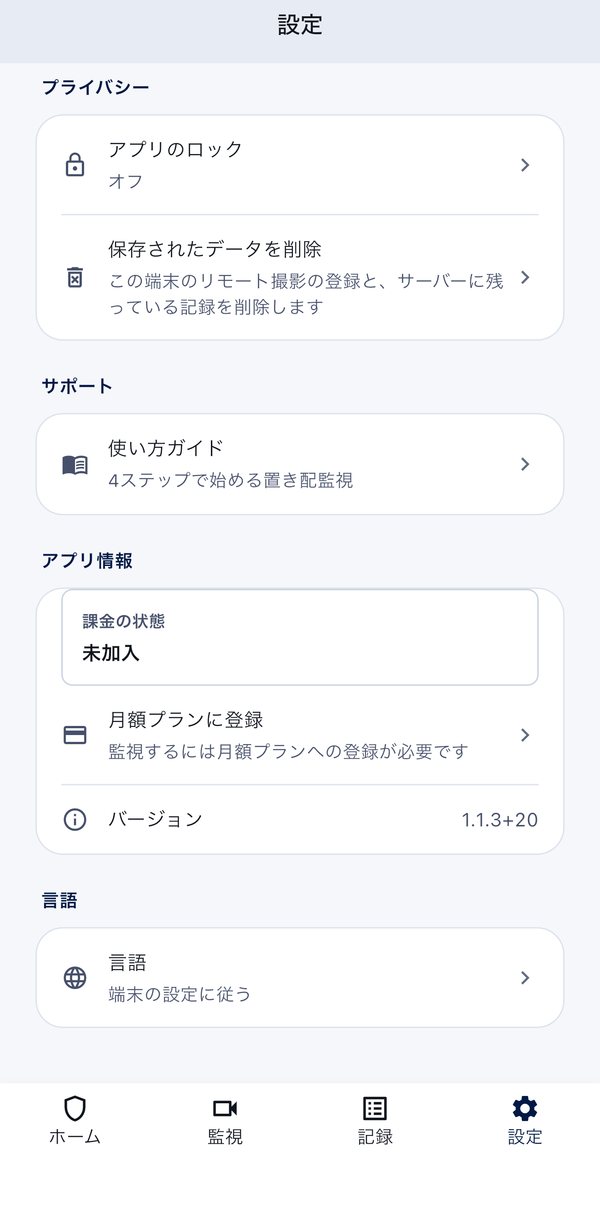 設定
プライバシー
アプリのロック
オフ
保存されたデータを削除
この端末のリモート撮影の登録と、サーバーに残
っている記録を削除します
サポート
使い方ガイド
4ステップで始める置き配監視
アプリ情報
課金の状態
未加入
月額プランに登録
監視するには月額プランへの登録が必要です
バージョン 1.1.3+20
言語
言語
端末の設定に従う
ホーム 監視 記録 設定